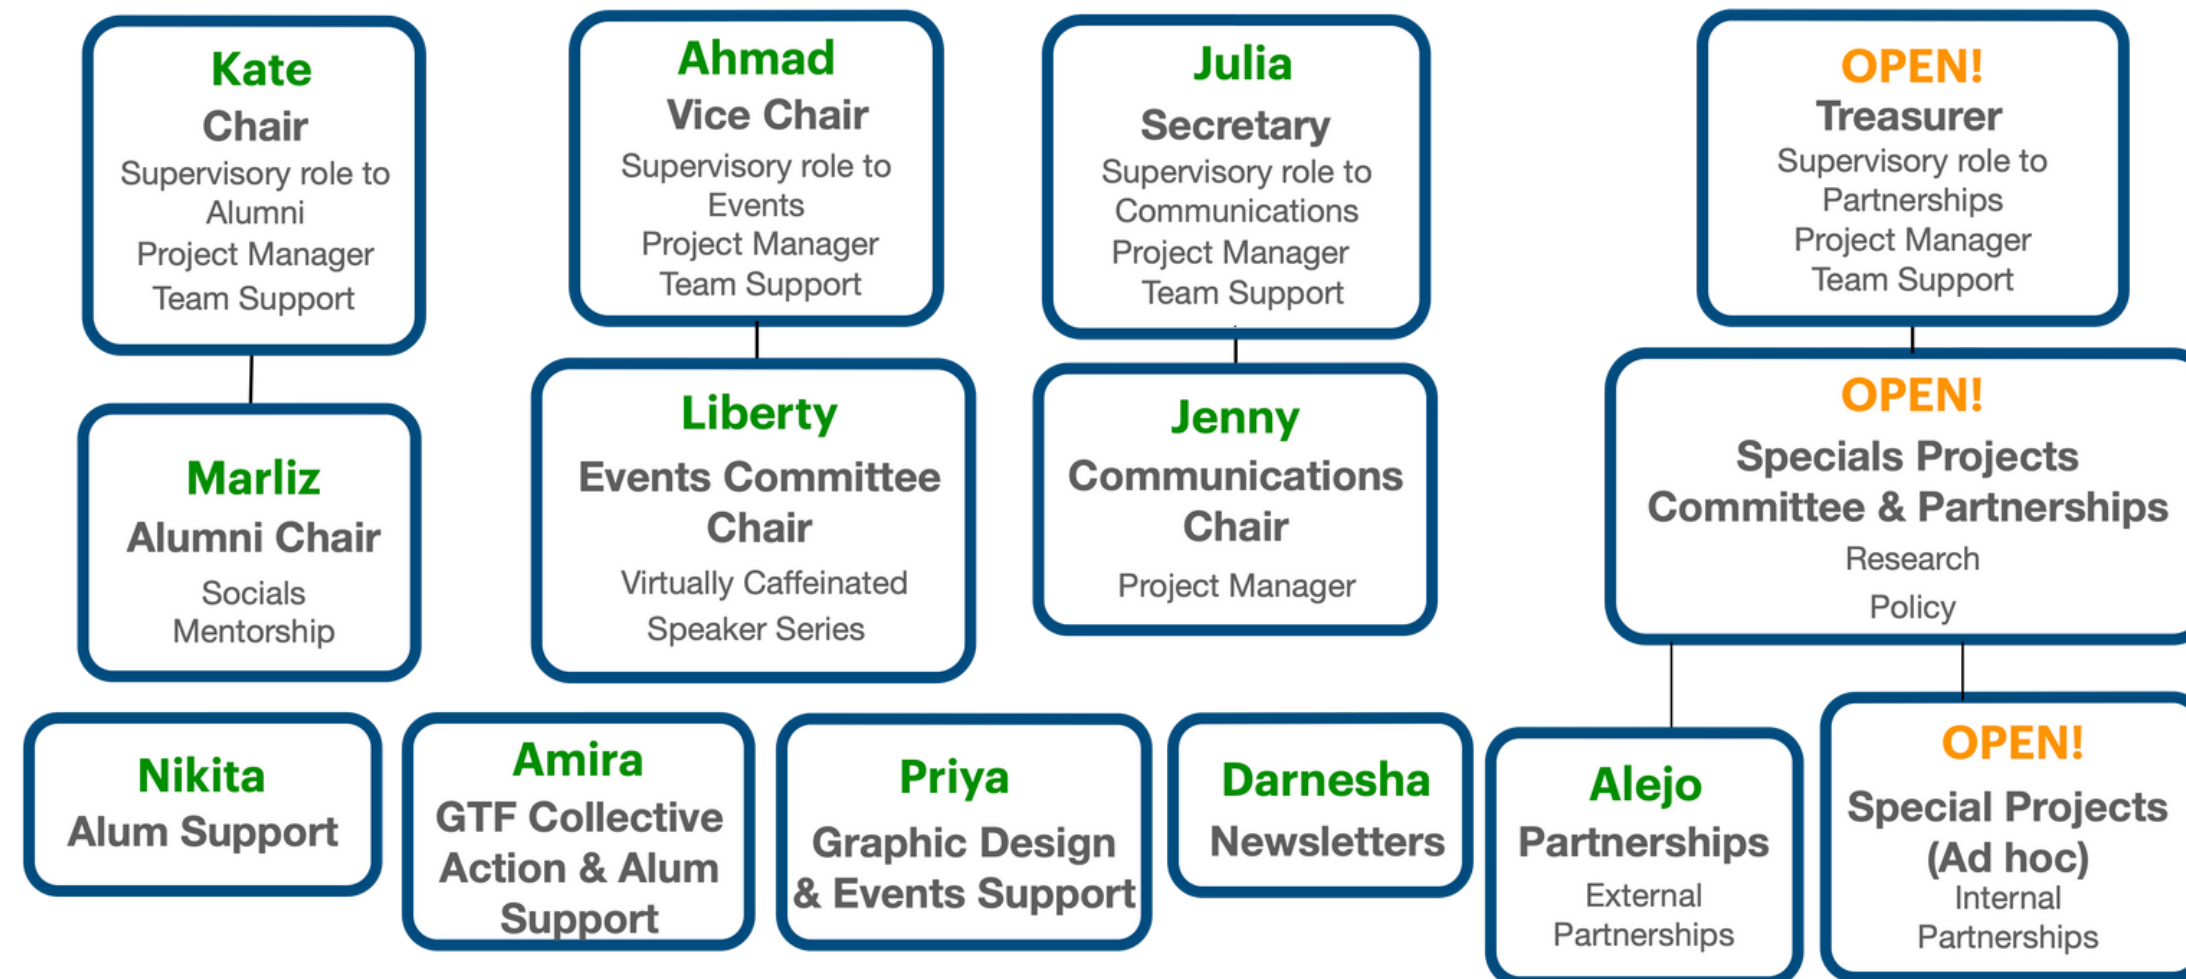 Kate
Chair
Supervisory role to
Alumni
Project Manager
Team Support
Ahmad
Vice Chair
Supervisory role to
Events
Project Manager
Team Support
Julia
Secretary
Supervisory role to
Communications
Project Manager
Team Support
OPEN!
Treasurer
Supervisory role to
Partnerships
Project Manager
Team Support
Marliz
Alumni Chair
Socials
Mentorship
Liberty
Events Committee
Chair
Virtually Caffeinated
Speaker Series
Jenny
Communications
Chair
Project Manager
OPEN!
Specials Projects
Committee & Partnerships
Research
Policy
Nikita
Alum Support
Amira
GTF Collective
Action & Alum
Support
Priya
Graphic Design
& Events Support
Darnesha
Newsletters
Alejo
Partnerships
External
Partnerships
OPEN!
Special Projects
(Ad hoc)
Internal
Partnerships